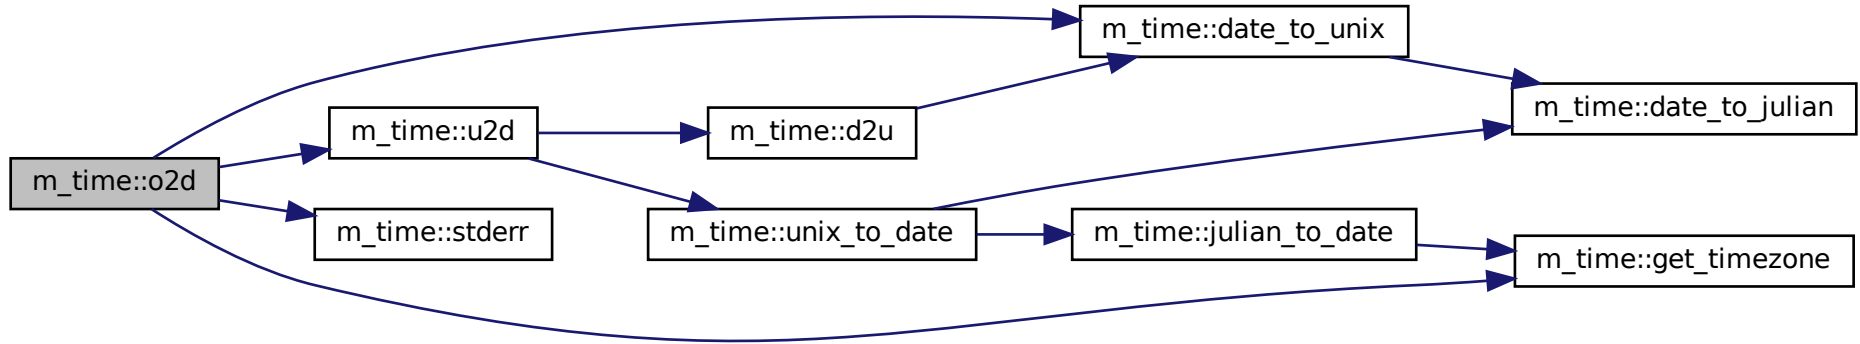 m_time::o2d
m_time::date_to_unix
m_time::date_to_julian
m_time::u2d
m_time::d2u
m_time::stderr
m_time::unix_to_date
m_time::julian_to_date
m_time::get_timezone